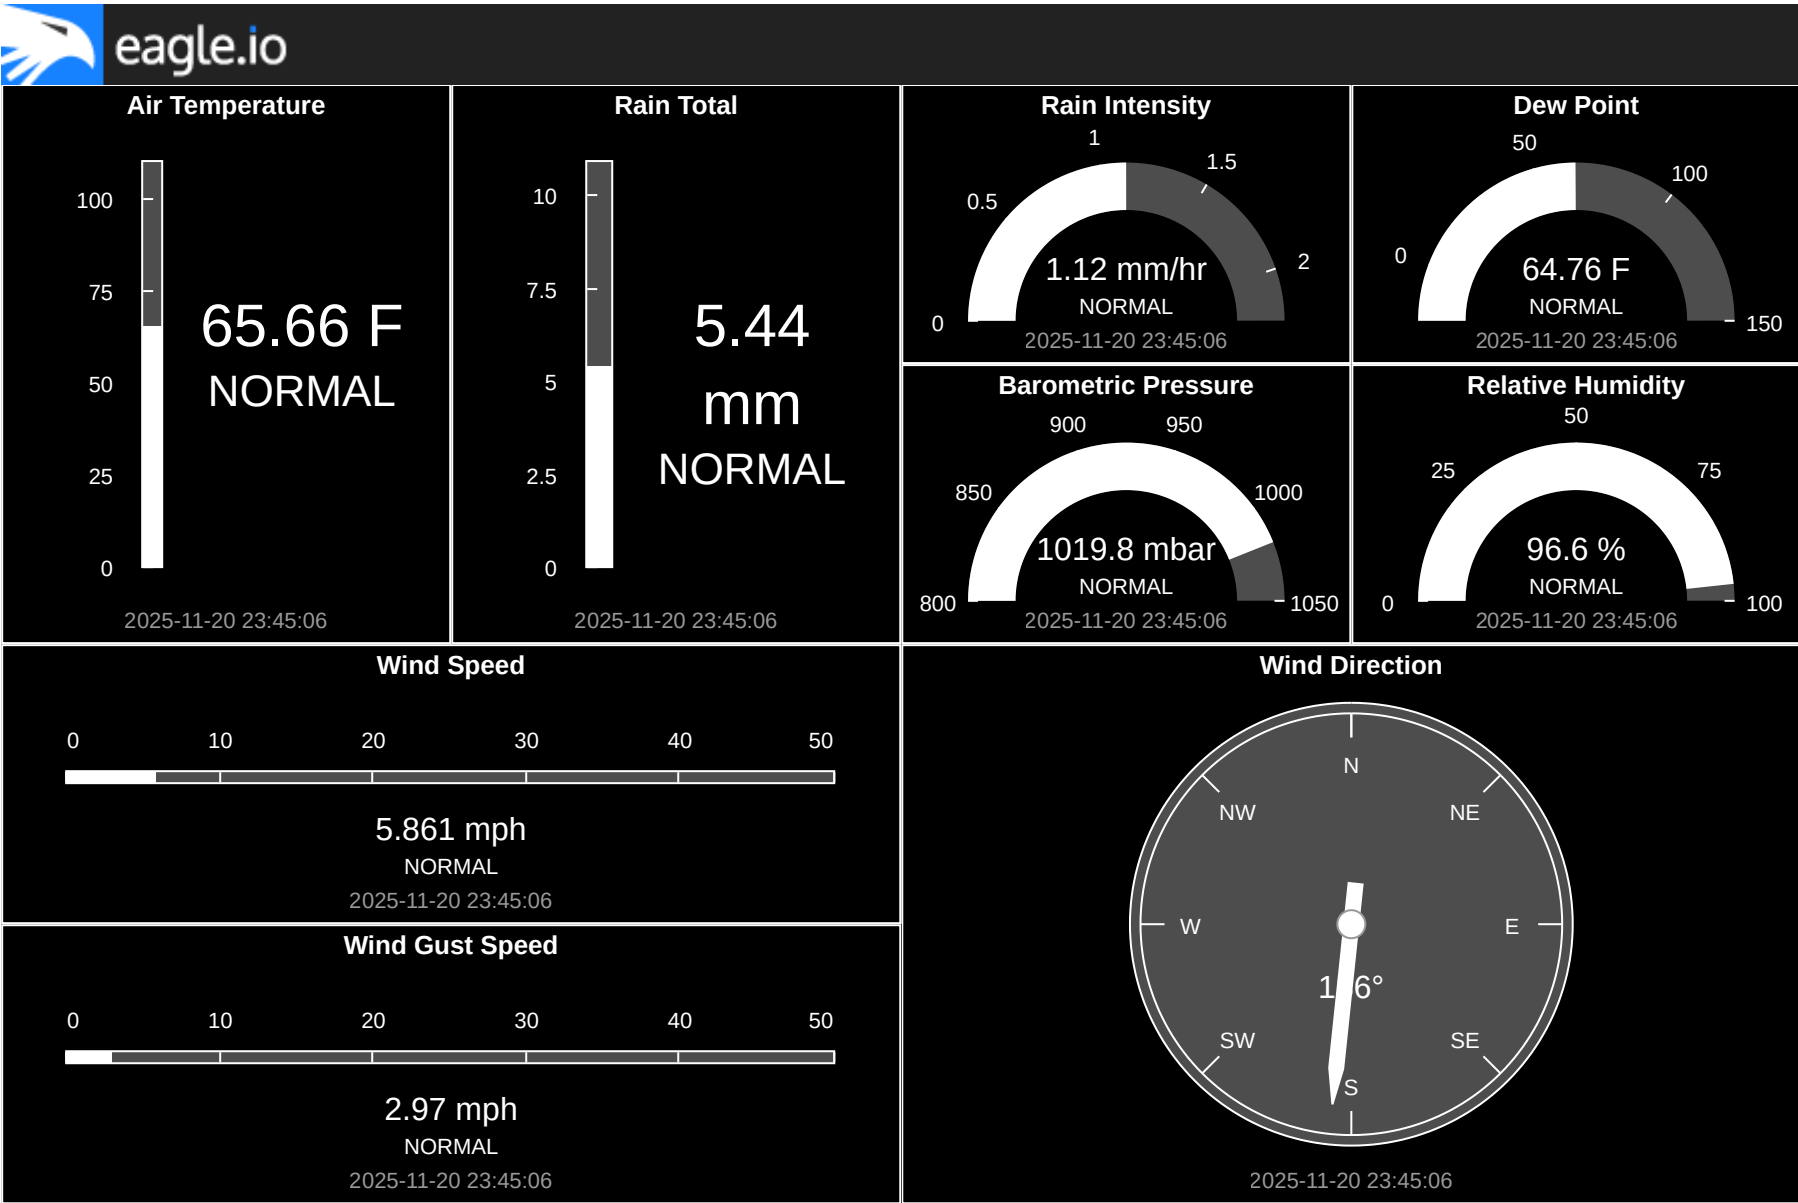 eagle.io
Air Temperature
100
75
50
25
0
65.66 F
NORMAL
2025-11-20 23:45:06
Rain Total
10
7.5
5
2.5
0
5.44
mm
NORMAL
2025-11-20 23:45:06
Rain Intensity
0
0.5
1
1.5
2
1.12 mm/hr
NORMAL
2025-11-20 23:45:06
Dew Point
0
50
100
150
64.76 F
NORMAL
2025-11-20 23:45:06
Barometric Pressure
800
850
900
950
1000
1050
1019.8 mbar
NORMAL
2025-11-20 23:45:06
Relative Humidity
0
25
50
75
100
96.6 %
NORMAL
2025-11-20 23:45:06
Wind Speed
0 10 20 30 40 50
5.861 mph
NORMAL
2025-11-20 23:45:06
Wind Gust Speed
0 10 20 30 40 50
2.97 mph
NORMAL
2025-11-20 23:45:06
Wind Direction
N
NW NE
W E
SW SE
S
2025-11-20 23:45:06